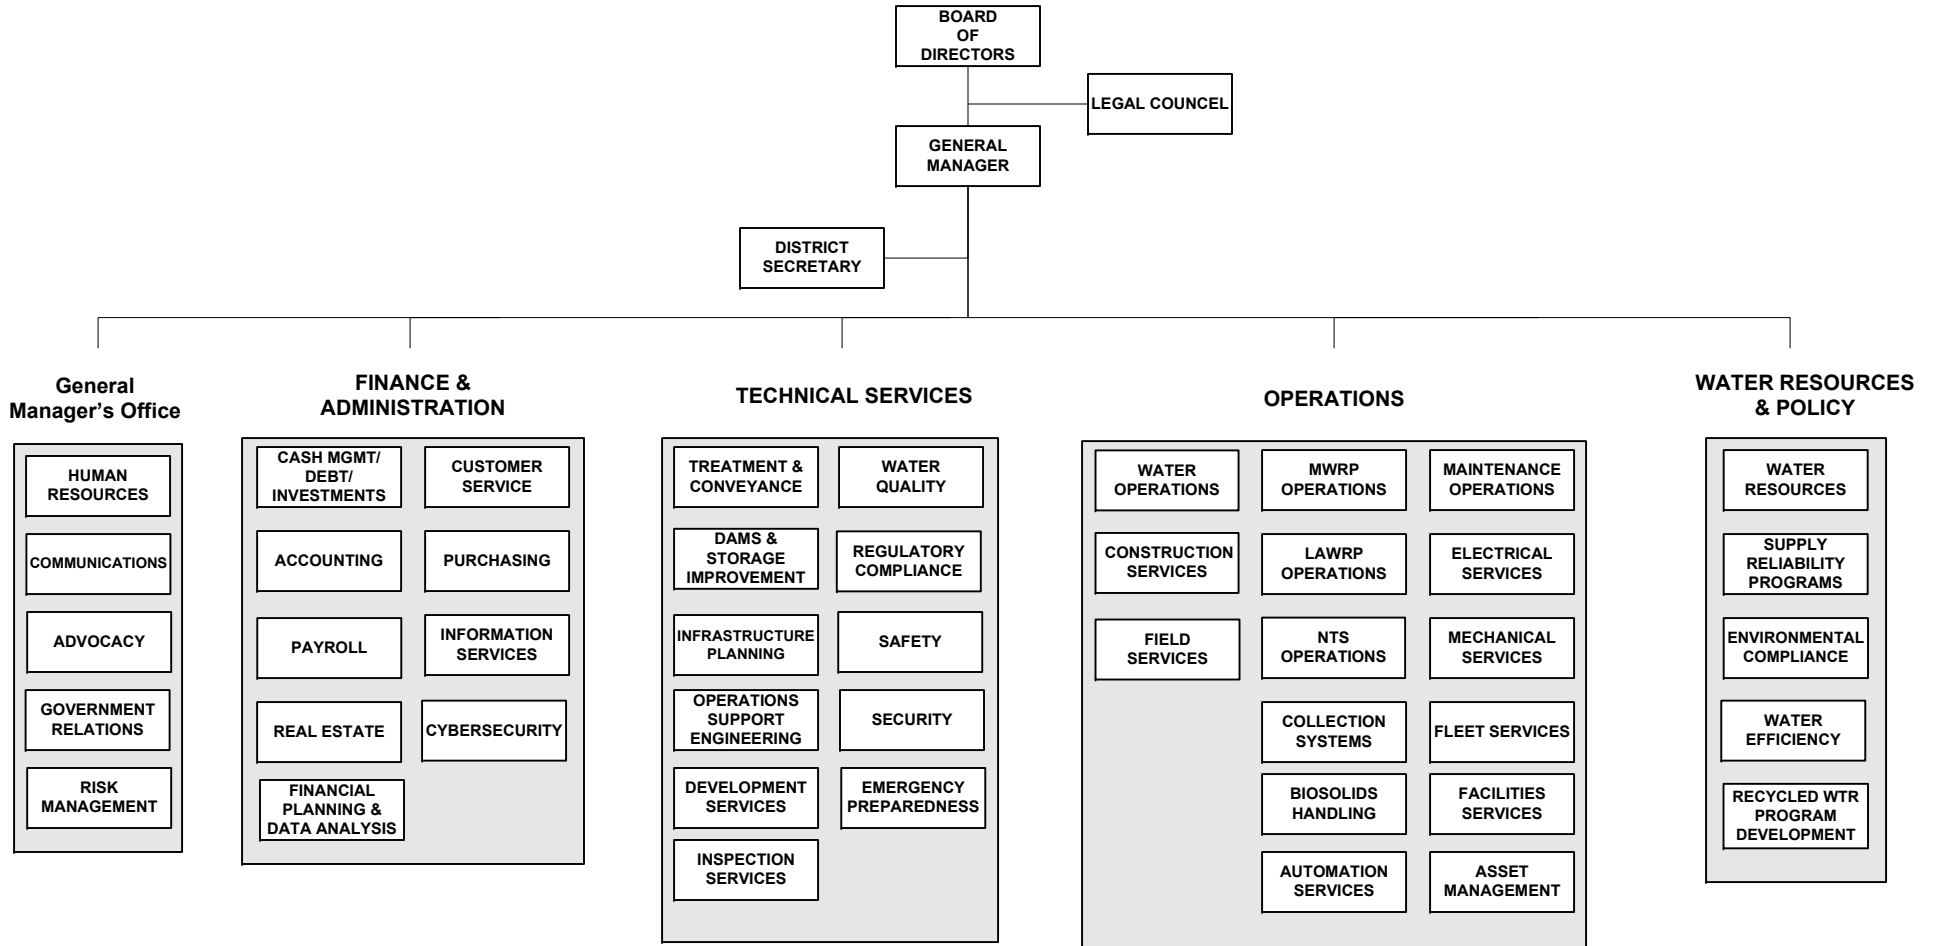 BOARD
OF
DIRECTORS
LEGAL COUNCEL
GENERAL
MANAGER
DISTRICT
SECRETARY
General
Manager’s Office
HUMAN
RESOURCES
COMMUNICATIONS
ADVOCACY
GOVERNMENT
RELATIONS
RISK
MANAGEMENT
FINANCE &
ADMINISTRATION
CASH MGMT/
DEBT/
INVESTMENTS
CUSTOMER
SERVICE
ACCOUNTING
PURCHASING
PAYROLL
INFORMATION
SERVICES
REAL ESTATE
CYBERSECURITY
FINANCIAL
PLANNING &
DATA ANALYSIS
TECHNICAL SERVICES
TREATMENT &
CONVEYANCE
WATER
QUALITY
DAMS &
STORAGE
IMPROVEMENT
REGULATORY
COMPLIANCE
INFRASTRUCTURE
PLANNING
SAFETY
OPERATIONS
SUPPORT
ENGINEERING
SECURITY
DEVELOPMENT
SERVICES
EMERGENCY
PREPAREDNESS
INSPECTION
SERVICES
OPERATIONS
WATER
OPERATIONS
MWRP
OPERATIONS
MAINTENANCE
OPERATIONS
CONSTRUCTION
SERVICES
LAWRP
OPERATIONS
ELECTRICAL
SERVICES
FIELD
SERVICES
NTS
OPERATIONS
MECHANICAL
SERVICES
COLLECTION
SYSTEMS
FLEET SERVICES
BIOSOLIDS
HANDLING
FACILITIES
SERVICES
AUTOMATION
SERVICES
ASSET
MANAGEMENT
WATER RESOURCES
& POLICY
WATER
RESOURCES
SUPPLY
RELIABILITY
PROGRAMS
ENVIRONMENTAL
COMPLIANCE
WATER
EFFICIENCY
RECYCLED WTR
PROGRAM
DEVELOPMENT